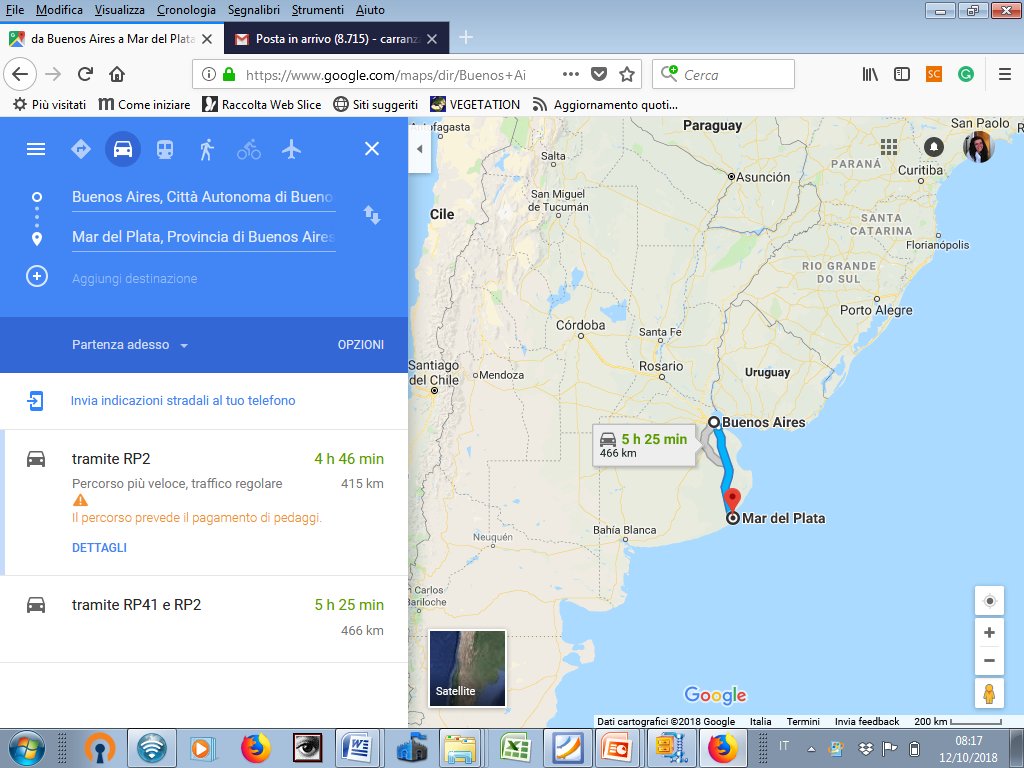 File Modifica Visualizza Cronologia Segnalibri Strumenti Aiuto
da Buenos Aires a Mar del Plata
Posta in arrivo (8.715) - carranz
https://www.google.com/maps/dir/Buenos+Ai
Cerca
SC
Più visitati Come iniziare Raccolta Web Slice Siti suggeriti VEGETATION Aggiornamento quoti...
Buenos Aires, Città Autonoma di Bueno
Mar del Plata, Provincia di Buenos Aires
Aggiungi destinazione
Partenza adesso
OPZIONI
Invia indicazioni stradali al tuo telefono
tramite RP2 4 h 46 min
Percorso più veloce, traffico regolare 415 km
Il percorso prevede il pagamento di pedaggi.
DETTAGLI
tramite RP41 e RP2 5 h 25 min
466 km
Paraguay
San Paolo
Salta
Asunción
PARANÁ
Curitiba
San Miguel
de Tucumán
Cile
SANTA
CATARINA
Florianópolis
RIO GRANDE
DO SUL
Porto Alegre
Córdoba
Santa Fe
Rosario
Uruguay
Santiago
del Chile
Mendoza
Buenos Aires
5 h 25 min
466 km
Mar del Plata
Bahía Blanca
Neuquén
Satellite
Google
Dati cartografici ©2018 Google Italia Termini Invia feedback 200 km
IT
08:17
12/10/2018